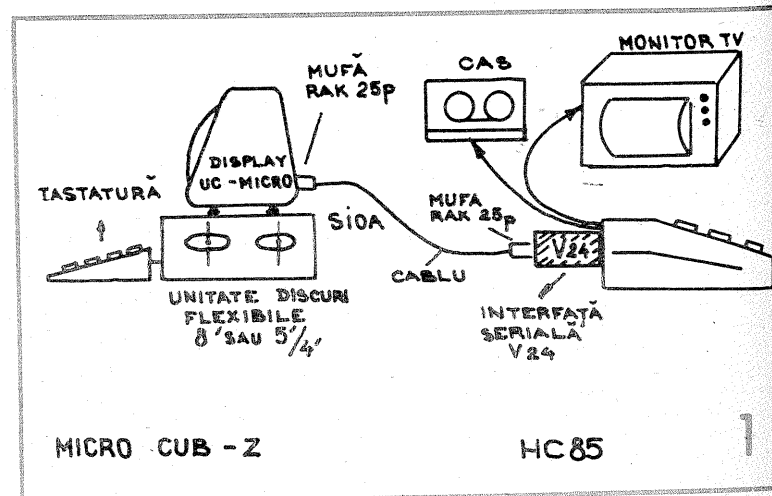 MONITOR TV
CAS
MUFĂ
RAK 25p
DISPLAY
UC-MICRO
TASTATURĂ
SIOA
MUFA
RAK 25p
V24
CABLU
UNITATE DISCURI
FLEXIBILE
8' SAU 5'/4'
INTERFAȚĂ
SERIALĂ
V24
MICRO CUB-Z
HC85
1